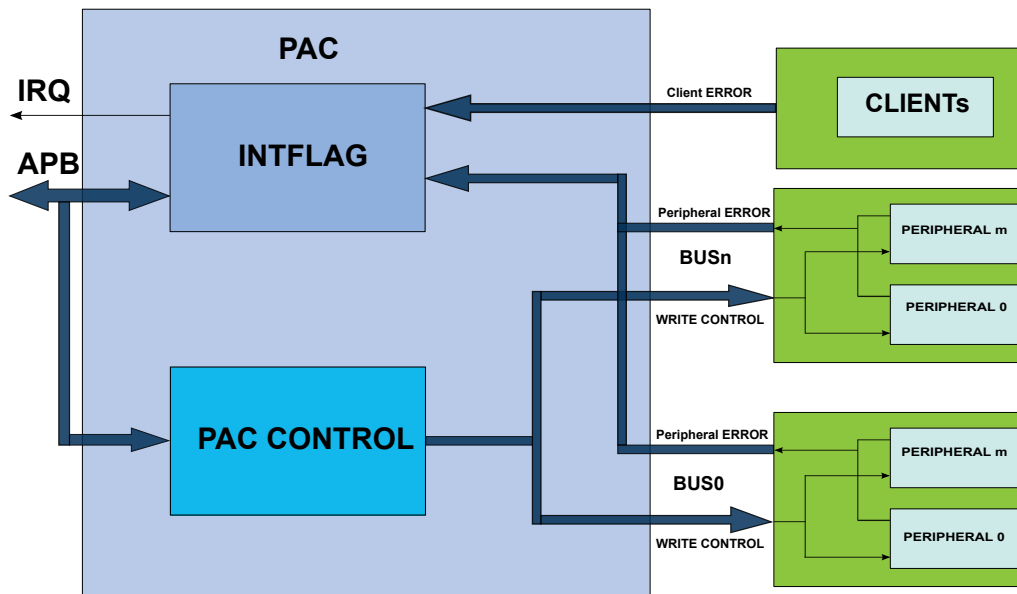 PAC
IRQ
Client ERROR
CLIENTs
INTFLAG
APB
Peripheral ERROR
PERIPHERAL m
BUSn
PERIPHERAL 0
WRITE CONTROL
PAC CONTROL
Peripheral ERROR
PERIPHERAL m
BUS0
PERIPHERAL 0
WRITE CONTROL